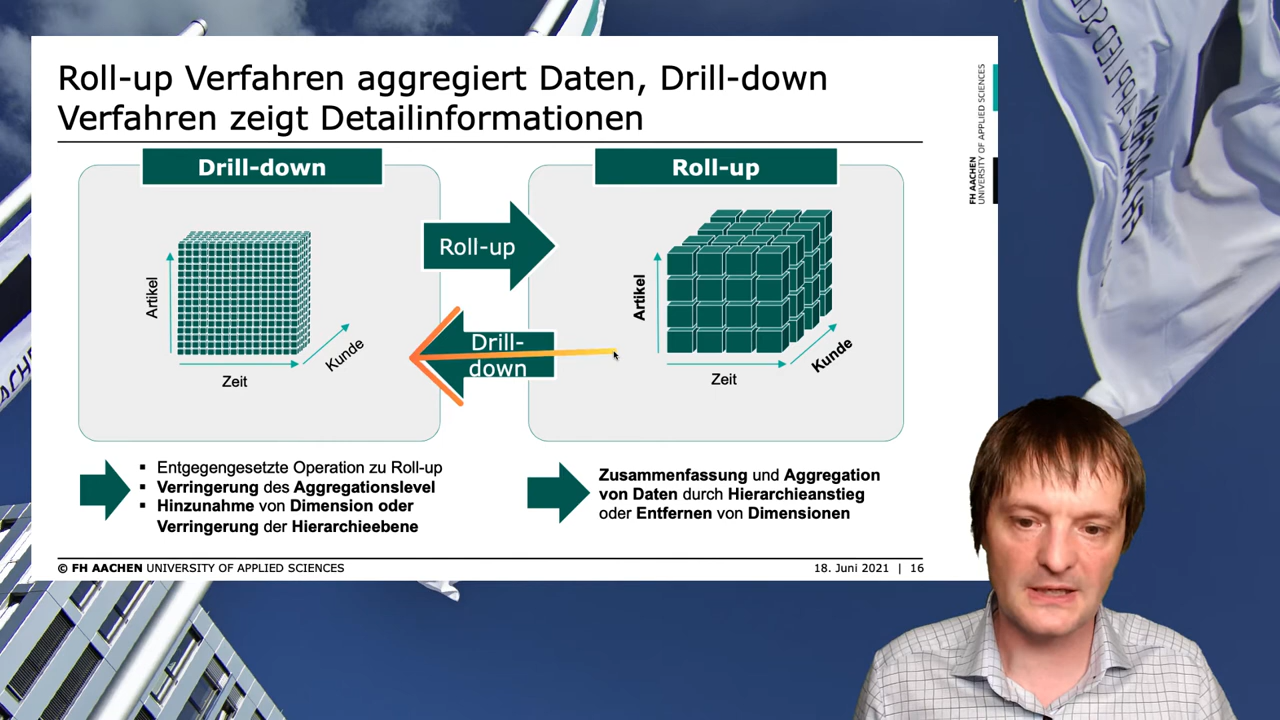 Roll-up Verfahren aggregiert Daten, Drill-down
Verfahren zeigt Detailinformationen
FH AACHEN
UNIVERSITY OF APPLIED SCIENCES
Drill-down
Roll-up
Artikel
Zeit
Kunde
Roll-up
Drill-
down
Artikel
Zeit
Kunde
▪ Entgegengesetzte Operation zu Roll-up
▪ Verringerung des Aggregationslevel
▪ Hinzunahme von Dimension oder
Verringerung der Hierarchieebene
Zusammenfassung und Aggregation
von Daten durch Hierarchieanstieg
oder Entfernen von Dimensionen
© FH AACHEN UNIVERSITY OF APPLIED SCIENCES
18. Juni 2021 | 16